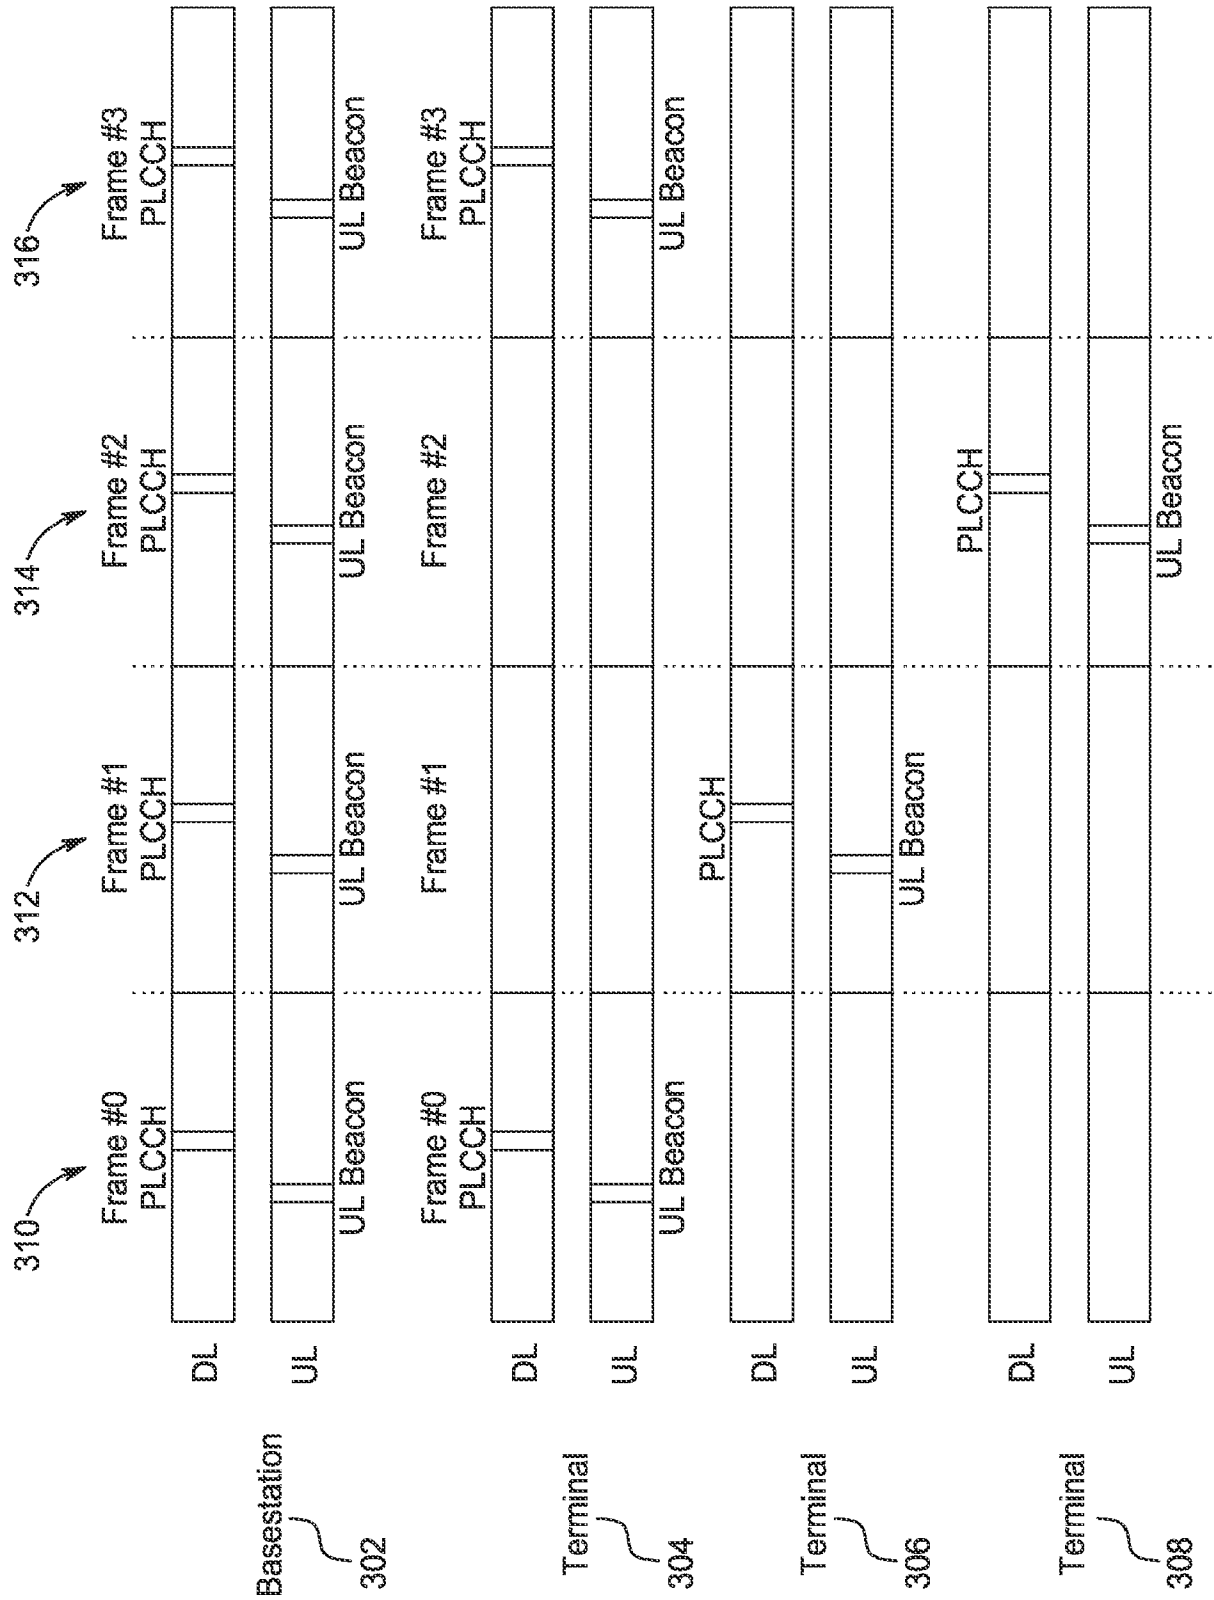 310
312
314
316
Frame #0
Frame #1
Frame #2
Frame #3
PLCCH
PLCCH
PLCCH
PLCCH
DL
Basestation
302
UL
UL Beacon
UL Beacon
UL Beacon
UL Beacon
Frame #0
Frame #1
Frame #2
Frame #3
PLCCH
PLCCH
DL
Terminal
304
UL
UL Beacon
UL Beacon
PLCCH
DL
Terminal
306
UL
UL Beacon
PLCCH
DL
Terminal
308
UL
UL Beacon